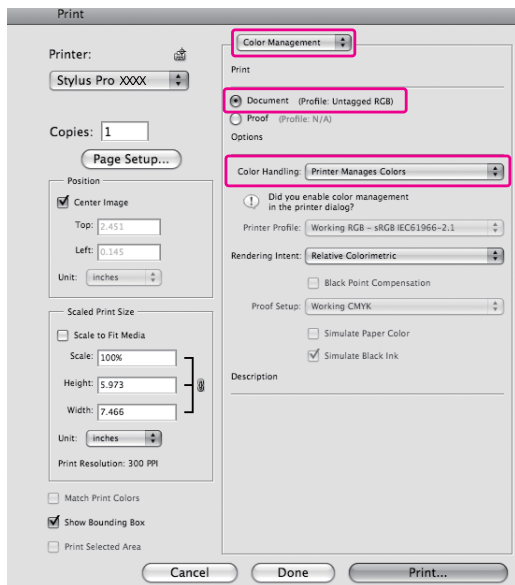 Print
Printer:
Stylus Pro XXXX
Copies: 1
Page Setup...
Position
Center Image
Top: 2.451
Left: 0.145
Unit: inches
Scaled Print Size
Scale to Fit Media
Scale: 100%
Height: 5.973
Width: 7.466
Unit: inches
Print Resolution: 300 PPI
Match Print Colors
Show Bounding Box
Print Selected Area
Color Management
Print
Document (Profile: Untagged RGB)
Proof (Profile: N/A)
Options
Color Handling: Printer Manages Colors
Did you enable color management
in the printer dialog?
Printer Profile: Working RGB - sRGB IEC61966-2.1
Rendering Intent: Relative Colorimetric
Black Point Compensation
Proof Setup: Working CMYK
Simulate Paper Color
Simulate Black Ink
Description
Cancel
Done
Print...